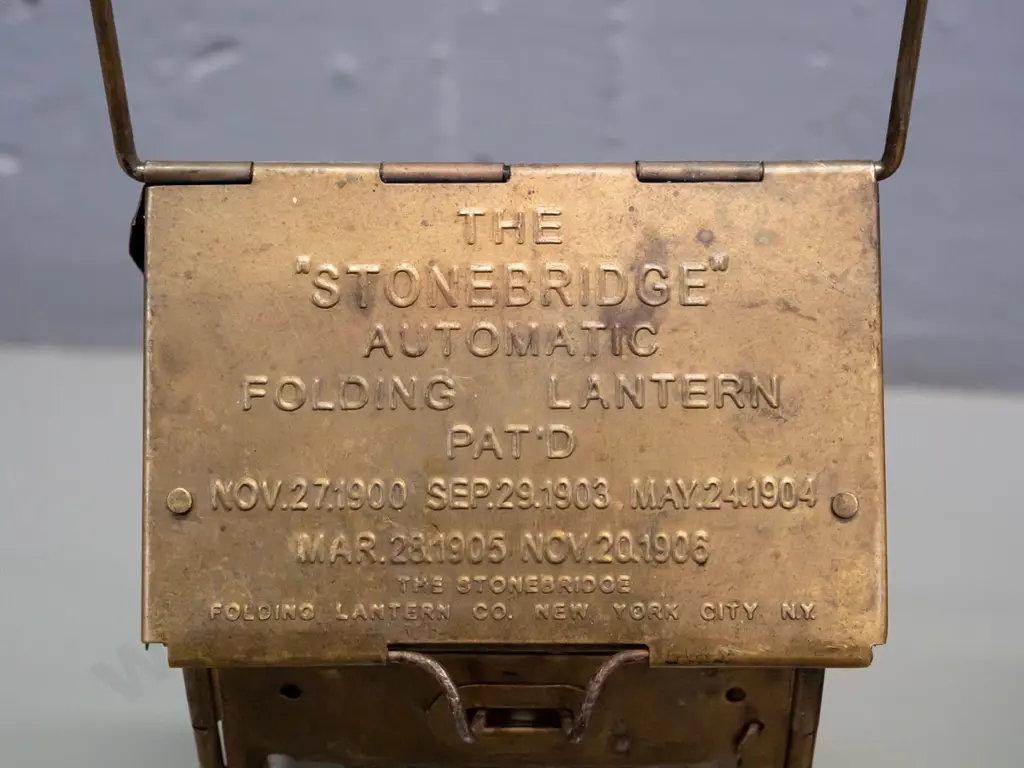 THE
"STONEBRIDGE"
AUTOMATIC
FOLDING LANTERN
PAT'D
NOV.27.1900 SEP.29.1903 MAY.24.1904
MAR.28.1905 NOV.20.1906
THE STONEBRIDGE
FOLDING LANTERN CO. NEW YORK CITY N.Y.